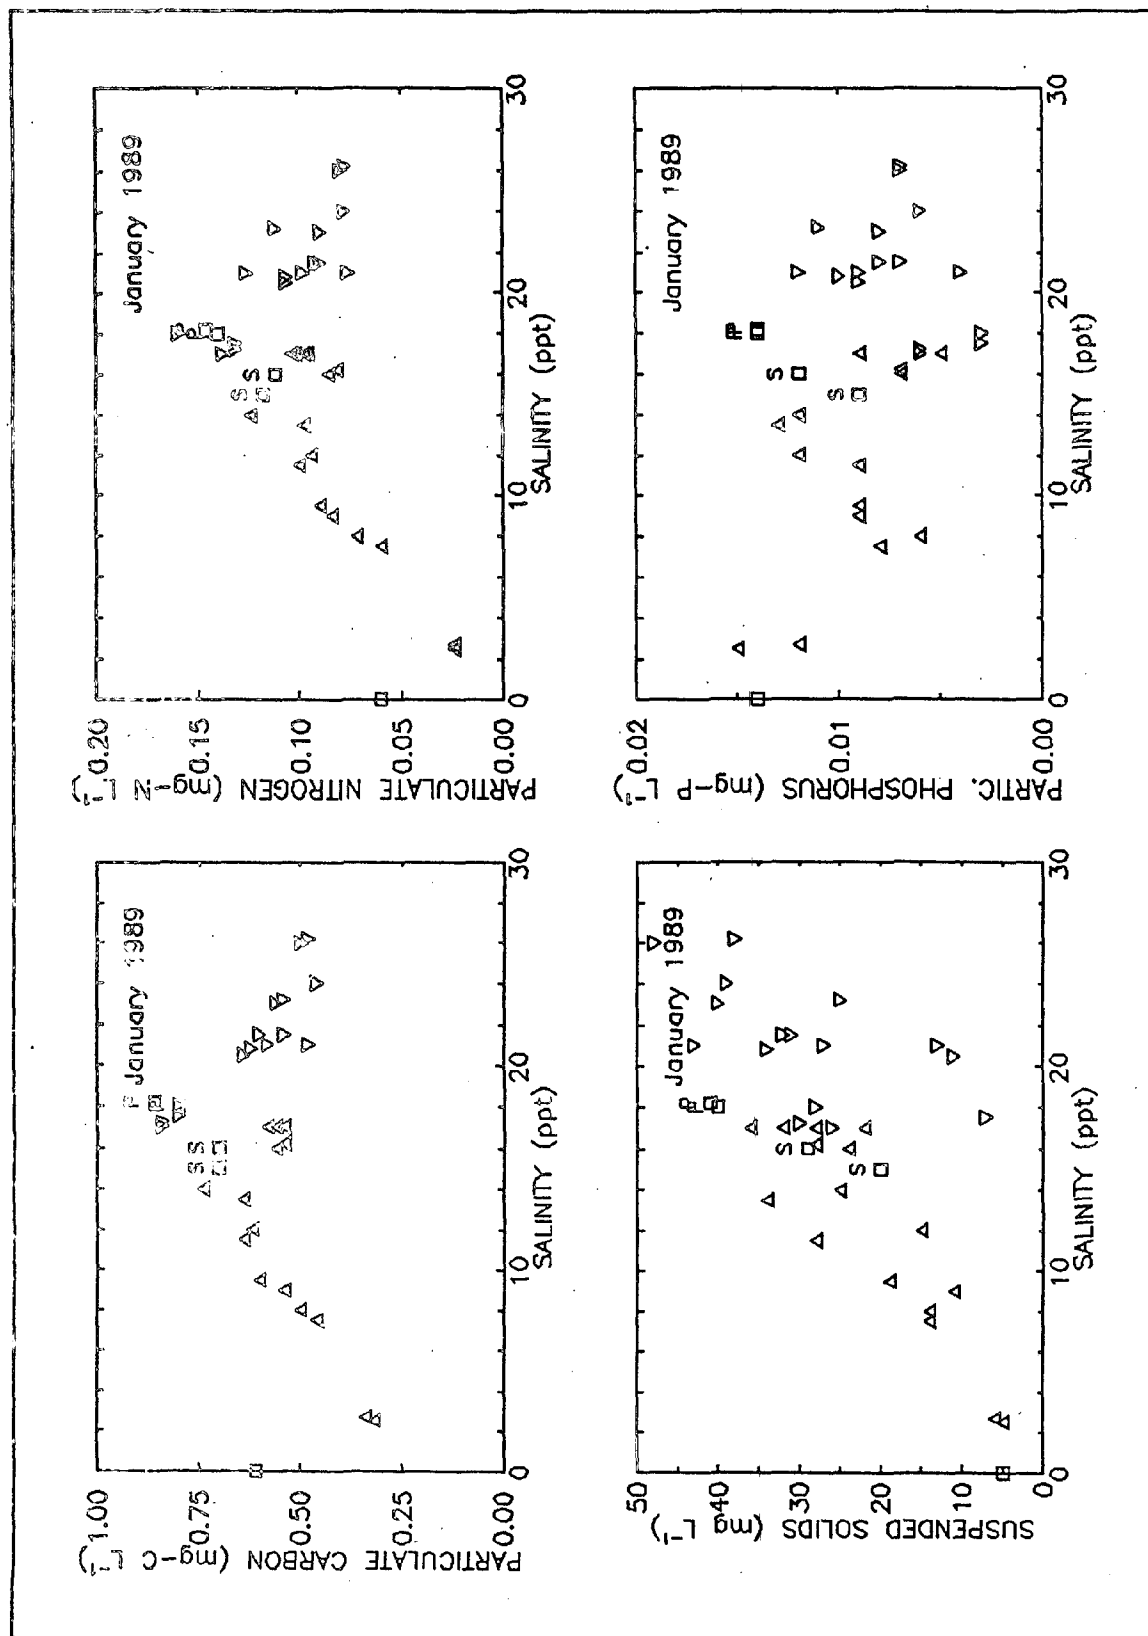 PARTICULATE CARBON (mg-C L⁻¹)
1.00
0.75
0.50
0.25
0.00
P January 1989
S S
0 10 20 30
SALINITY (ppt)
PARTICULATE NITROGEN (mg-N L⁻¹)
0.20
0.15
0.10
0.05
0.00
January 1989
P
S S
0 10 20 30
SALINITY (ppt)
SUSPENDED SOLIDS (mg L⁻¹)
50
40
30
20
10
0
January 1989
P
P
S
S
0 10 20 30
SALINITY (ppt)
PARTIC. PHOSPHORUS (mg-P L⁻¹)
0.02
0.01
0.00
January 1989
P
S
S
0 10 20 30
SALINITY (ppt)